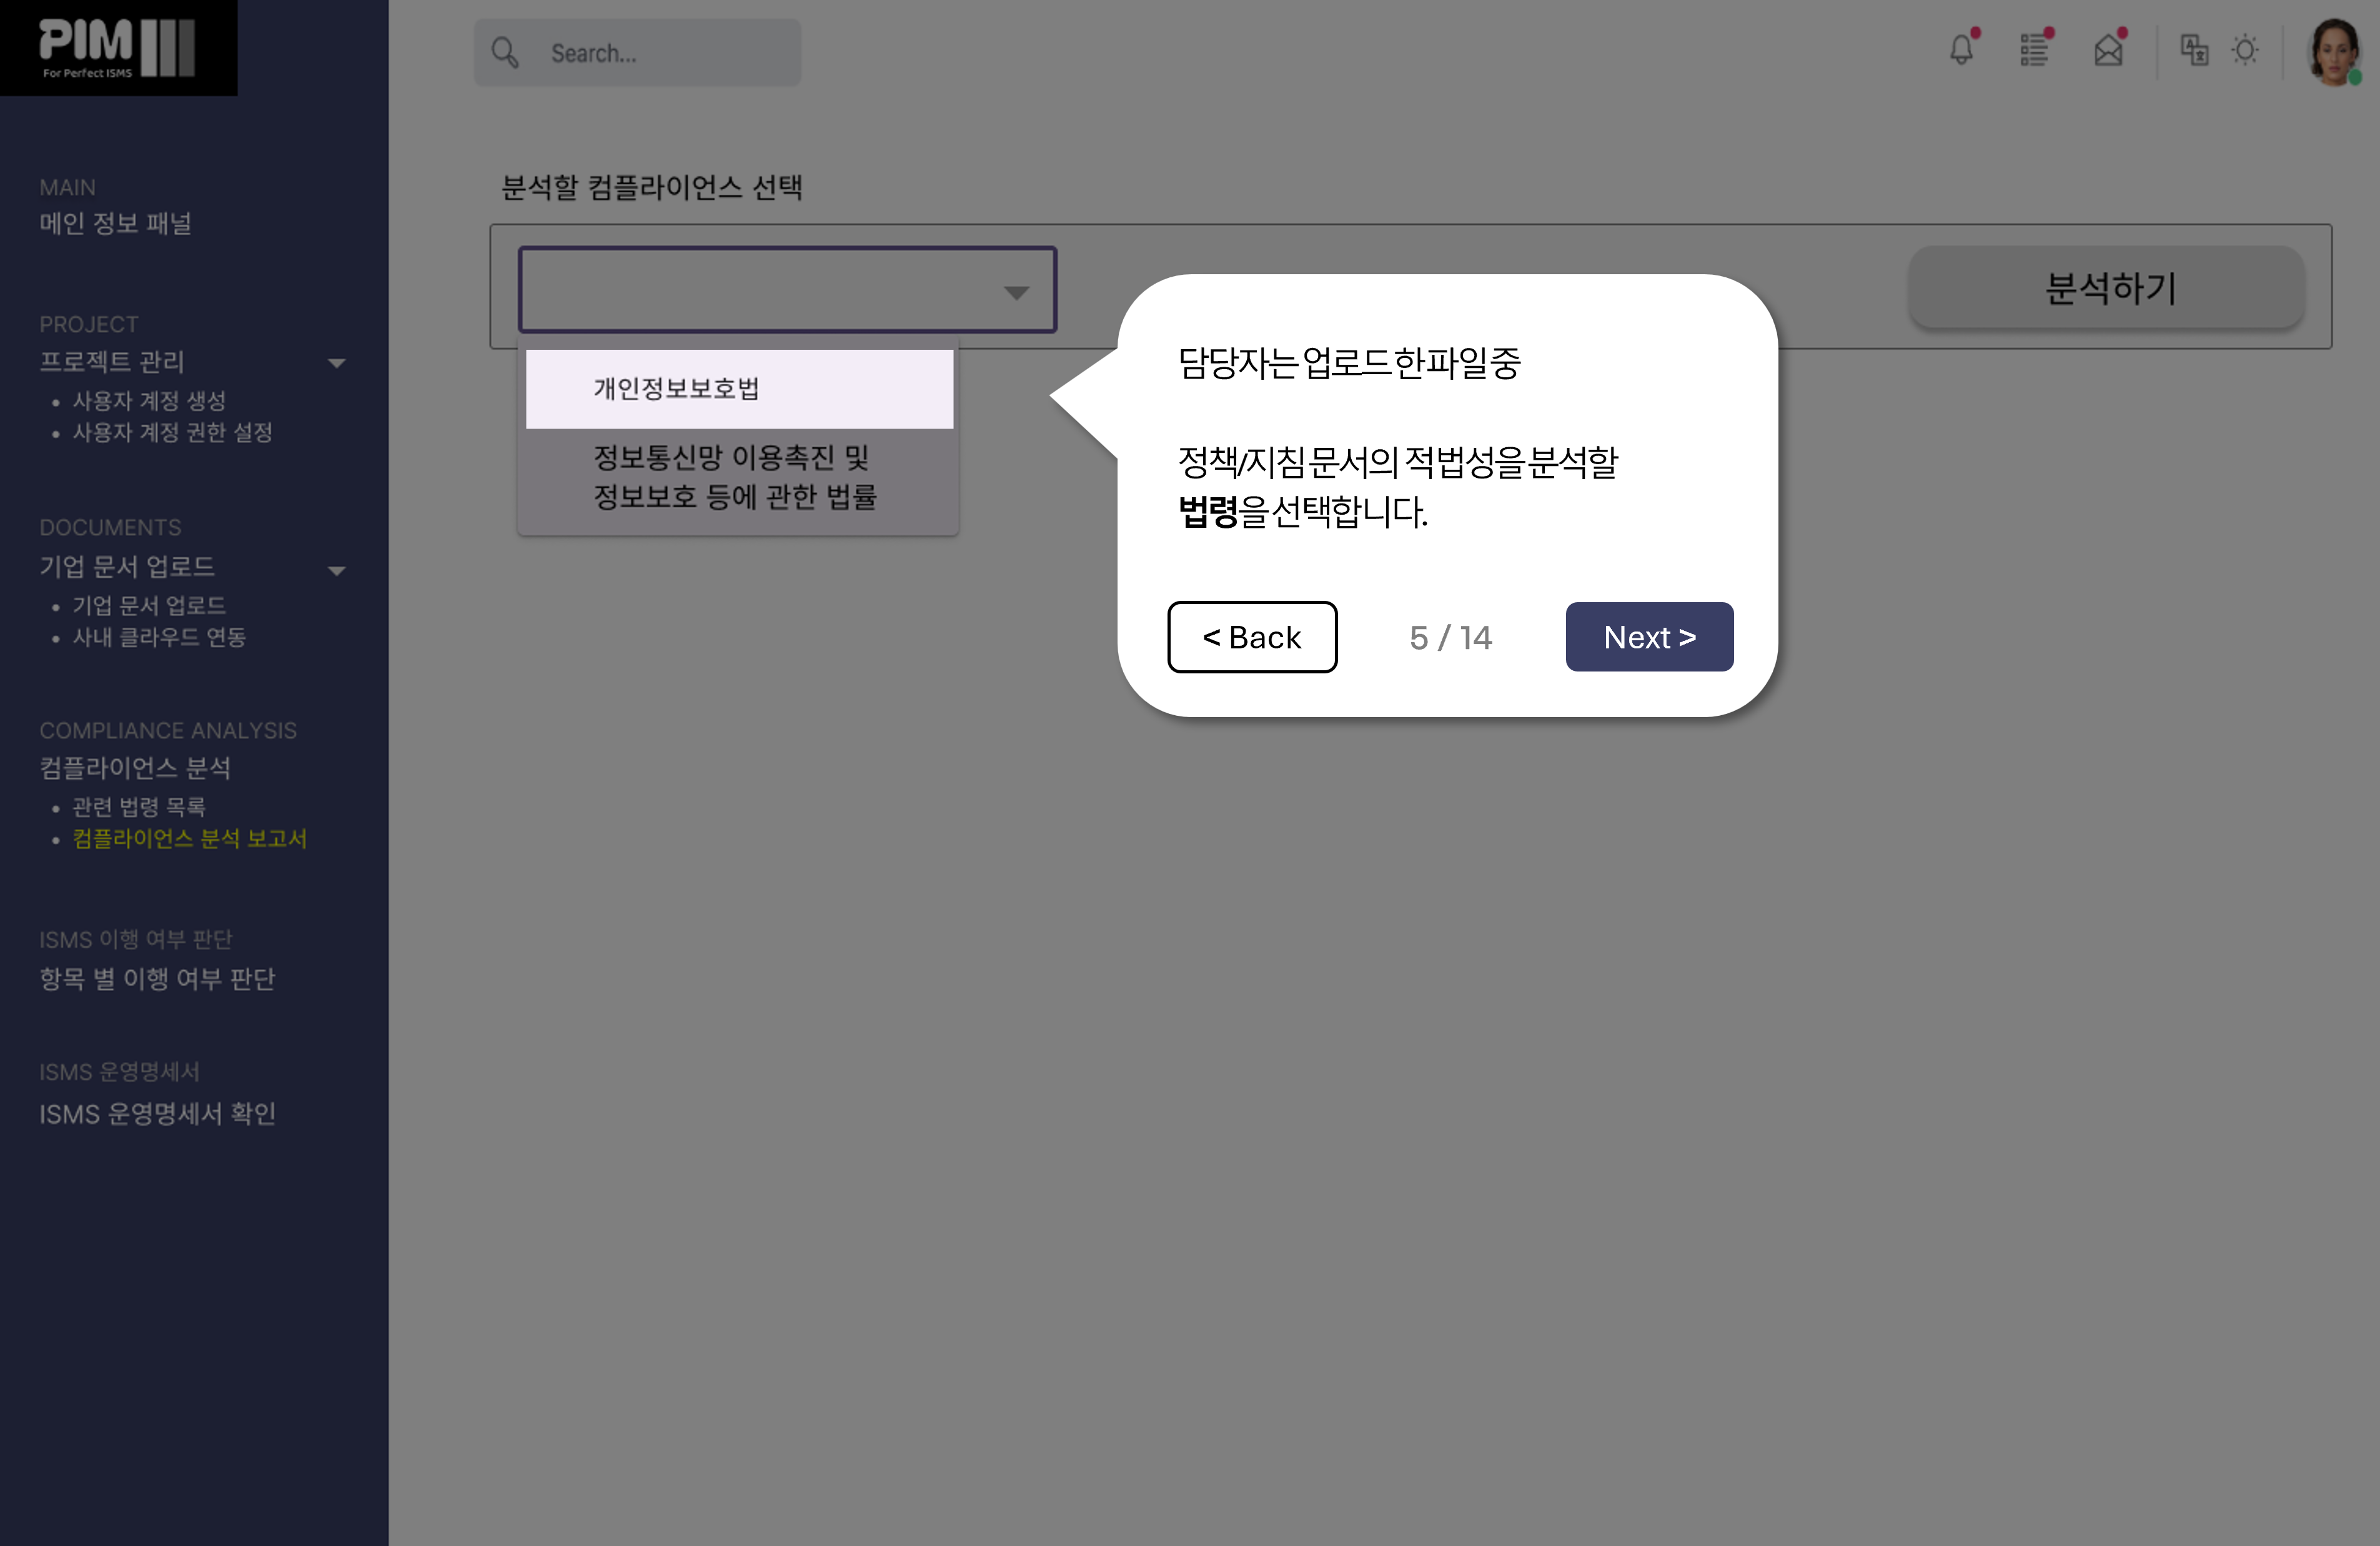 PIM
For Perfect ISMS
Search...
MAIN
메인 정보 패널
PROJECT
프로젝트 관리
사용자 계정 생성
사용자 계정 권한 설정
DOCUMENTS
기업 문서 업로드
기업 문서 업로드
사내 클라우드 연동
COMPLIANCE ANALYSIS
컴플라이언스 분석
관련 법령 목록
컴플라이언스 분석 보고서
ISMS 이행 여부 판단
항목 별 이행 여부 판단
ISMS 운영명세서
ISMS 운영명세서 확인
분석할 컴플라이언스 선택
분석하기
개인정보보호법
정보통신망 이용촉진 및
정보보호 등에 관한 법률
담당자는 업로드 한 파일 중
정책/지침 문서의 적법성을 분석할
법령을 선택합니다.
< Back
5 / 14
Next >